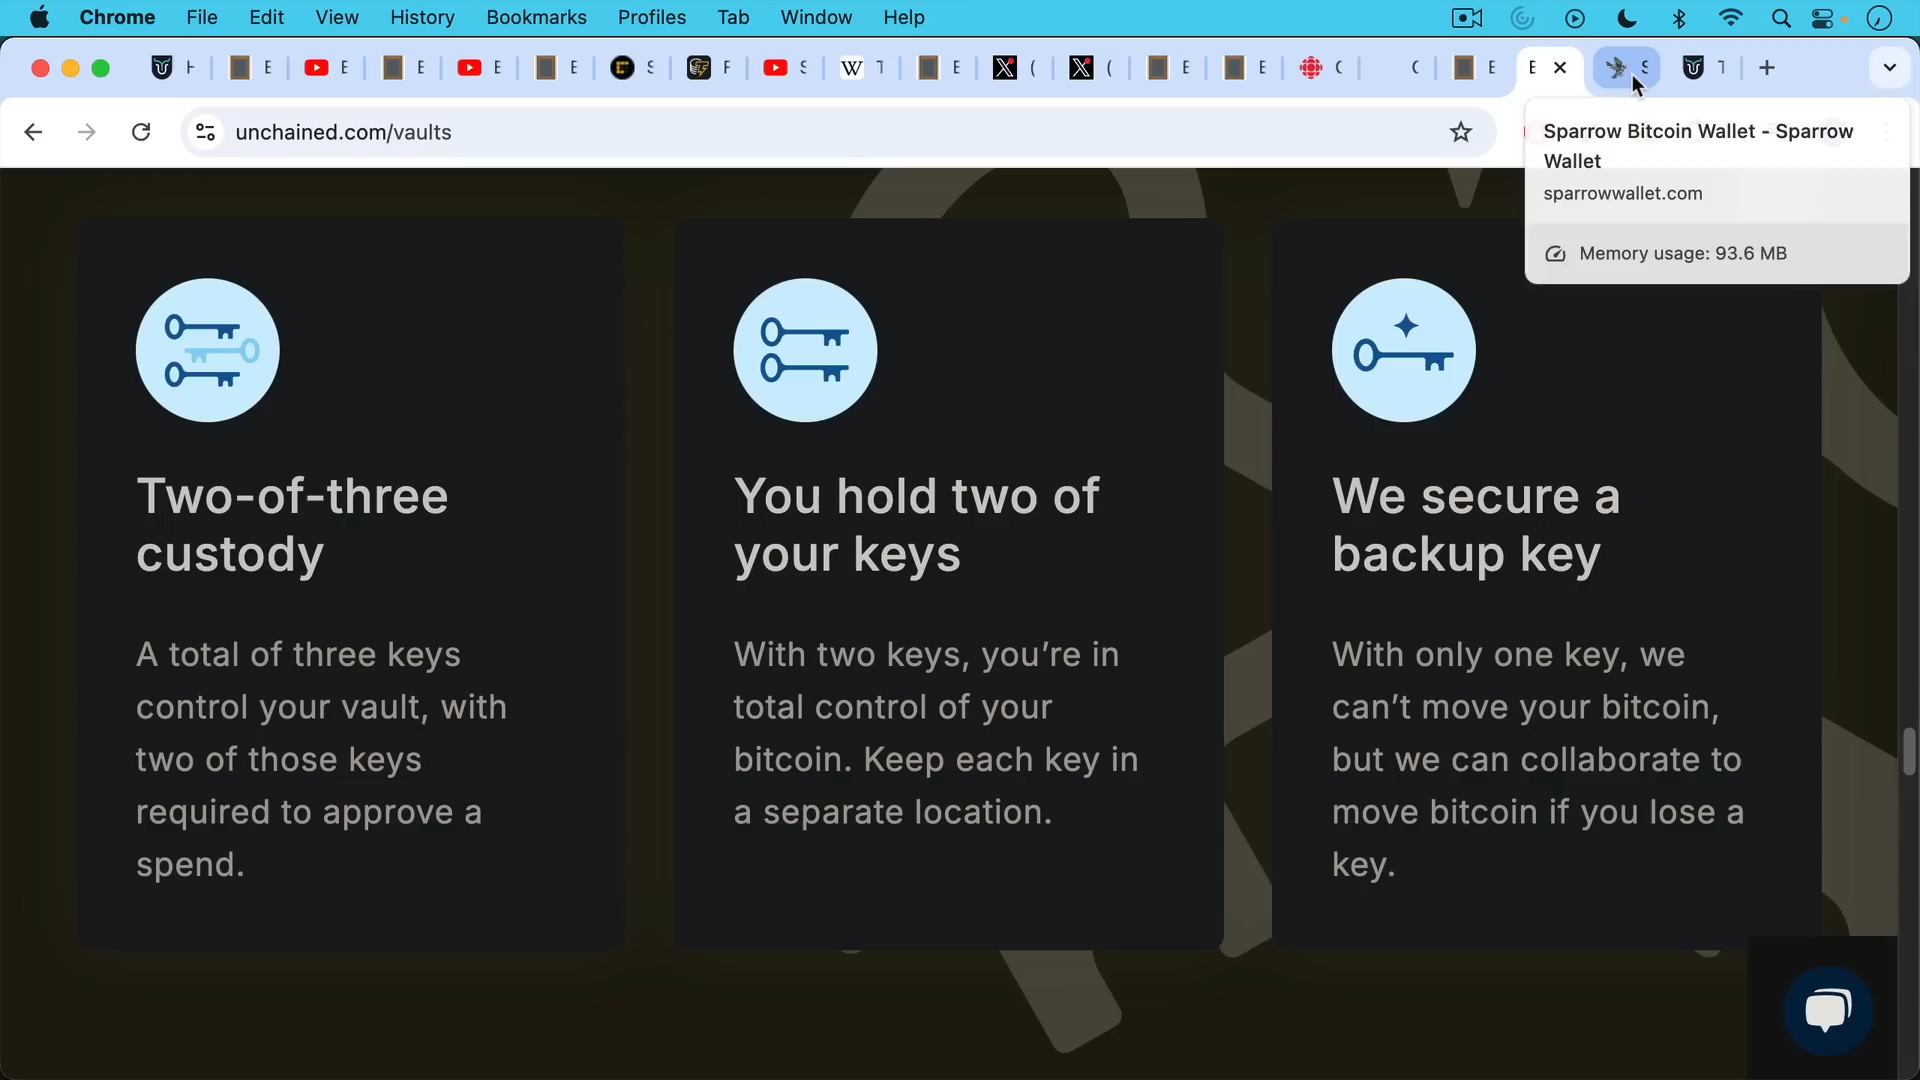 Chrome File Edit View History Bookmarks Profiles Tab Window Help
H E E E E E S F S W T E ( ( E E C C E E S T
unchained.com/vaults
Sparrow Bitcoin Wallet - Sparrow
Wallet
sparrowwallet.com
Memory usage: 93.6 MB
Two-of-three
custody
A total of three keys
control your vault, with
two of those keys
required to approve a
spend.
You hold two of
your keys
With two keys, you’re in
total control of your
bitcoin. Keep each key in
a separate location.
We secure a
backup key
With only one key, we
can’t move your bitcoin,
but we can collaborate to
move bitcoin if you lose a
key.